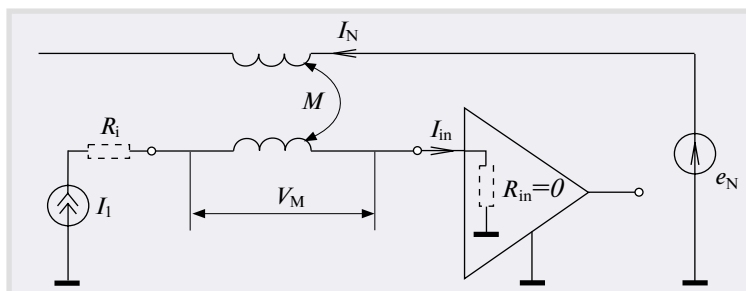 I_N
M
R_i
I_in
I_1
V_M
R_in=0
e_N